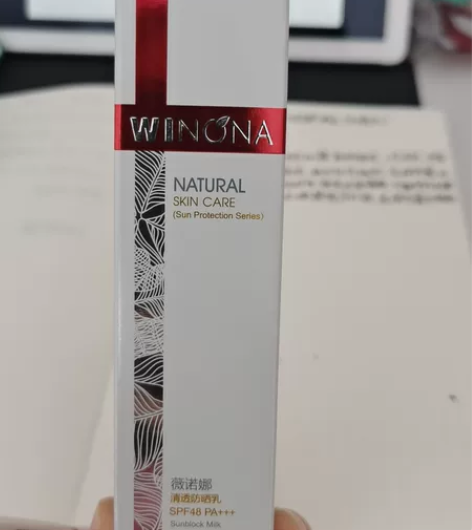 WINONA
NATURAL
SKIN CARE
(Sun Protection Series)
薇诺娜
清透防晒乳
SPF48 PA+++
Sunblock Milk